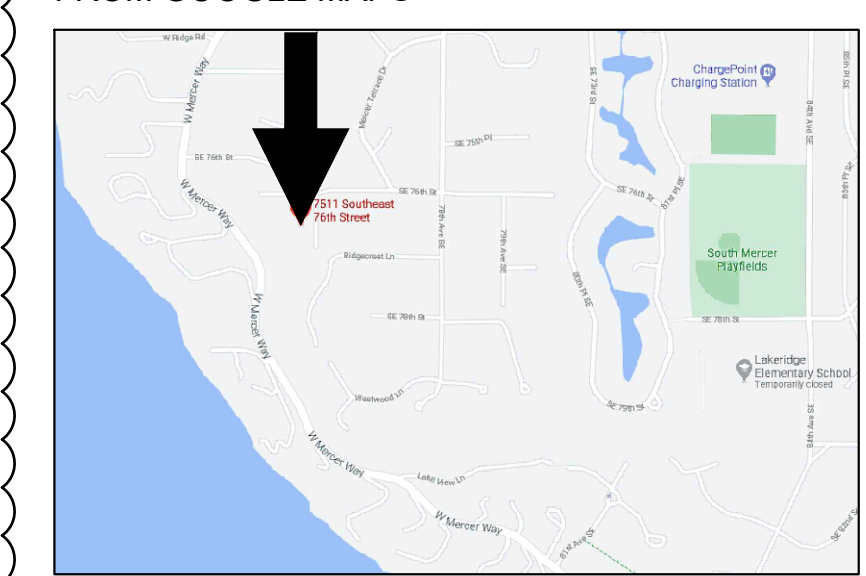 FROM GOOGLE MAPS
W Ridge Rd
W Mercer Way
Mercer Terrace Dr
SE 73rd St
ChargePoint
Charging Station
84th Ave SE
SE 75th Pl
SE 76th St
W Mercer Way
SE 76th St
SE 76th St
81st Pl SE
7511 Southeast
76th Street
78th Ave SE
79th Ave SE
Ridgecrest Ln
South Mercer
Playfields
80th Pl SE
W Mercer Way
SE 78th St
SE 78th St
Lakeridge
Elementary School
Temporarily closed
Westwood Ln
SE 79th St
84th Ave SE
W Mercer Way
Lake View Ln
W Mercer Way
81st Ave SE
SE 82nd S